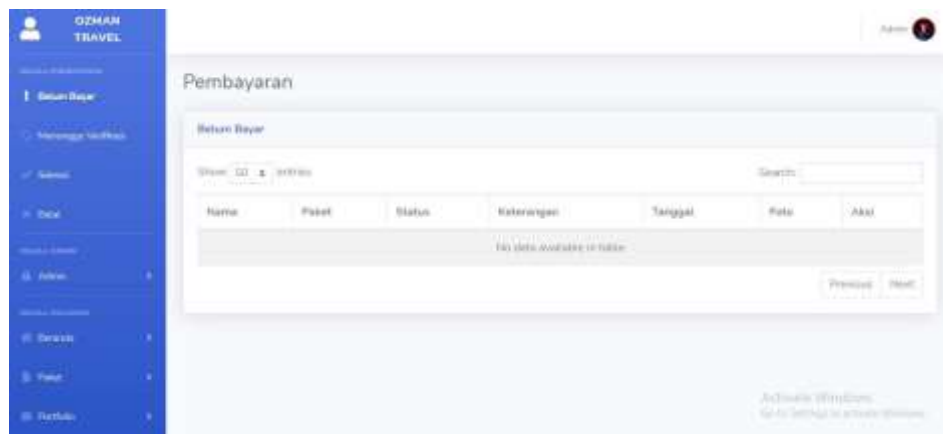 OZMAN
TRAVEL
Admin
Pembayaran
Belum Bayar
Menunggu Verifikasi
Selesai
Batal
Admin
Beranda
Paket
Portfolio
Belum Bayar
Show 10 entries
Search:
Nama Paket Status Keterangan Tanggal Foto Aksi
No data available in table
Previous Next
Activate Windows
Go to Settings to activate Windows.